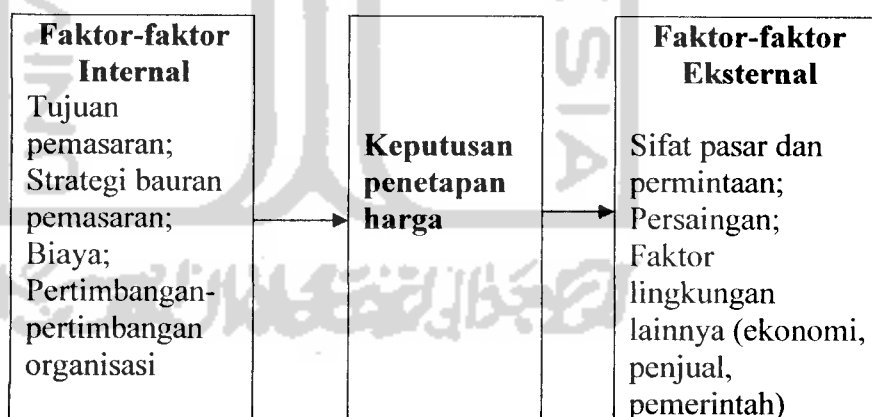 Faktor-faktor
Internal
Tujuan
pemasaran;
Strategi bauran
pemasaran;
Biaya;
Pertimbangan-
pertimbangan
organisasi
Keputusan
penetapan
harga
Faktor-faktor
Eksternal
Sifat pasar dan
permintaan;
Persaingan;
Faktor
lingkungan
lainnya (ekonomi,
penjual,
pemerintah)